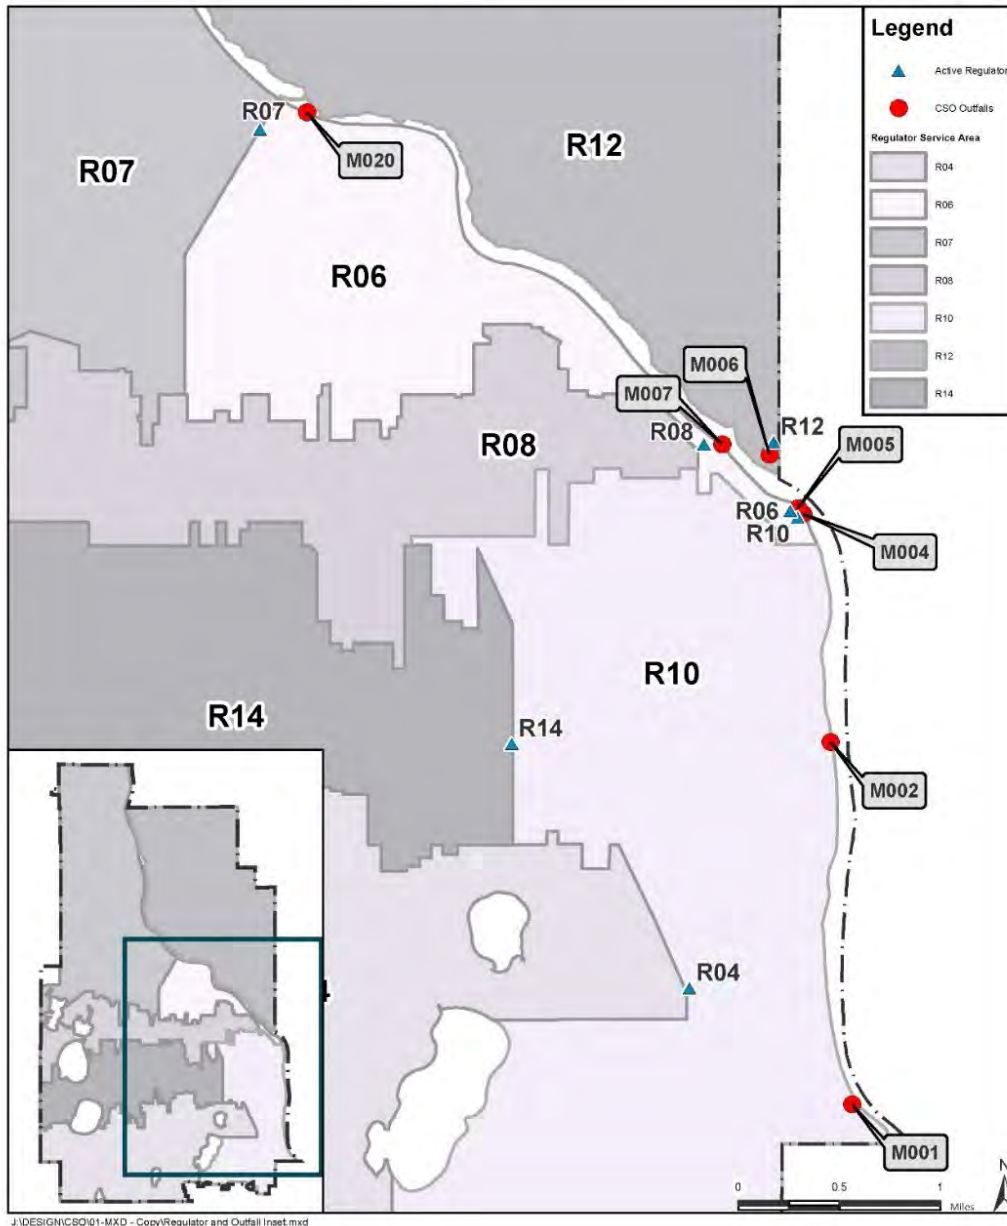 Legend
Active Regulator
CSO Outfalls
Regulator Service Area
R04
R06
R07
R08
R10
R12
R14
R07
M020
R07
R12
R06
M006
M007
R08
R12
R08
M005
R06
R10
M004
R10
R14
R14
M002
R04
M001
N
0 0.5 1
Miles
J:\DESIGN\CSO\01-MXD - Copy\Regulator and Outfall Inset.mxd